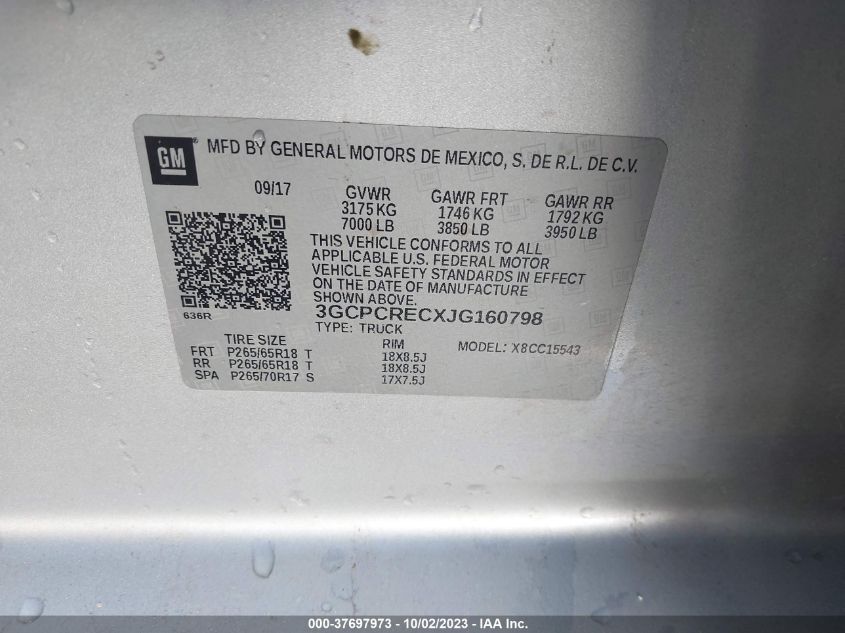 GM ® MFD BY GENERAL MOTORS DE MEXICO, S. DE R.L. DE C.V.
09/17 GVWR GAWR FRT GAWR RR
3175 KG 1746 KG 1792 KG
7000 LB 3850 LB 3950 LB
THIS VEHICLE CONFORMS TO ALL
APPLICABLE U.S. FEDERAL MOTOR
VEHICLE SAFETY STANDARDS IN EFFECT
ON THE DATE OF MANUFACTURE
SHOWN ABOVE.
636R 3GCPCRECXJG160798
TYPE: TRUCK
TIRE SIZE RIM MODEL: X8CC15543
FRT P265/65R18 T 18X8.5J
RR P265/65R18 T 18X8.5J
SPA P265/70R17 S 17X7.5J
000-37697973 - 10/02/2023 - IAA Inc.